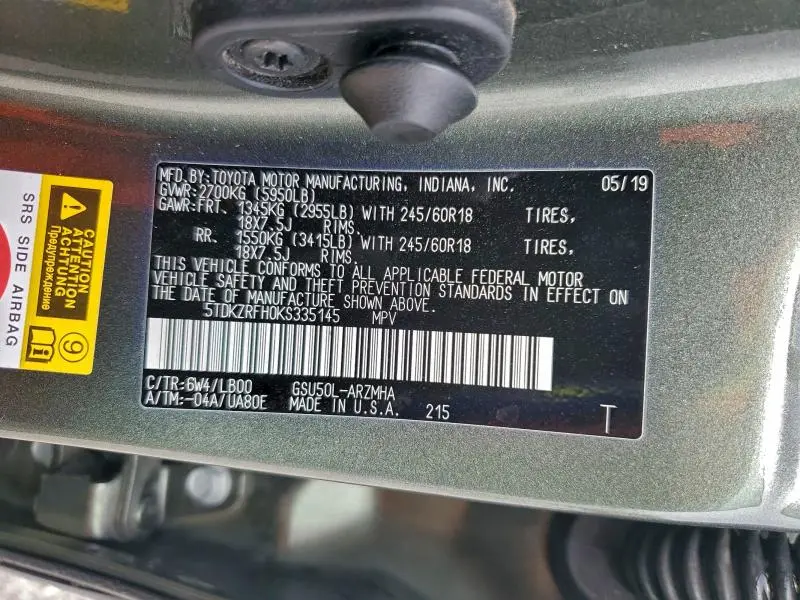 MFD.BY:TOYOTA MOTOR MANUFACTURING, INDIANA, INC. 05/19
GVWR:2700KG (5950LB)
GAWR:FRT. 1345KG (2955LB) WITH 245/60R18 TIRES,
18X7.5J RIMS.
RR. 1550KG (3415LB) WITH 245/60R18 TIRES,
18X7.5J RIMS.
THIS VEHICLE CONFORMS TO ALL APPLICABLE FEDERAL MOTOR
VEHICLE SAFETY AND THEFT PREVENTION STANDARDS IN EFFECT ON
THE DATE OF MANUFACTURE SHOWN ABOVE.
5TDKZRFH0KS335145 MPV
C/TR:6W4/LB00 GSU50L-ARZMHA
A/TM:-04A/UA80E MADE IN U.S.A. 215 T
SRS SIDE AIRBAG
CAUTION
ATTENTION
ACHTUNG
Предупреждение
9